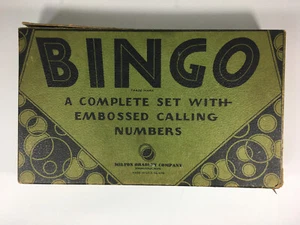 BINGO
A COMPLETE SET WITH
EMBOSSED CALLING
NUMBERS
MILTON BRADLEY COMPANY